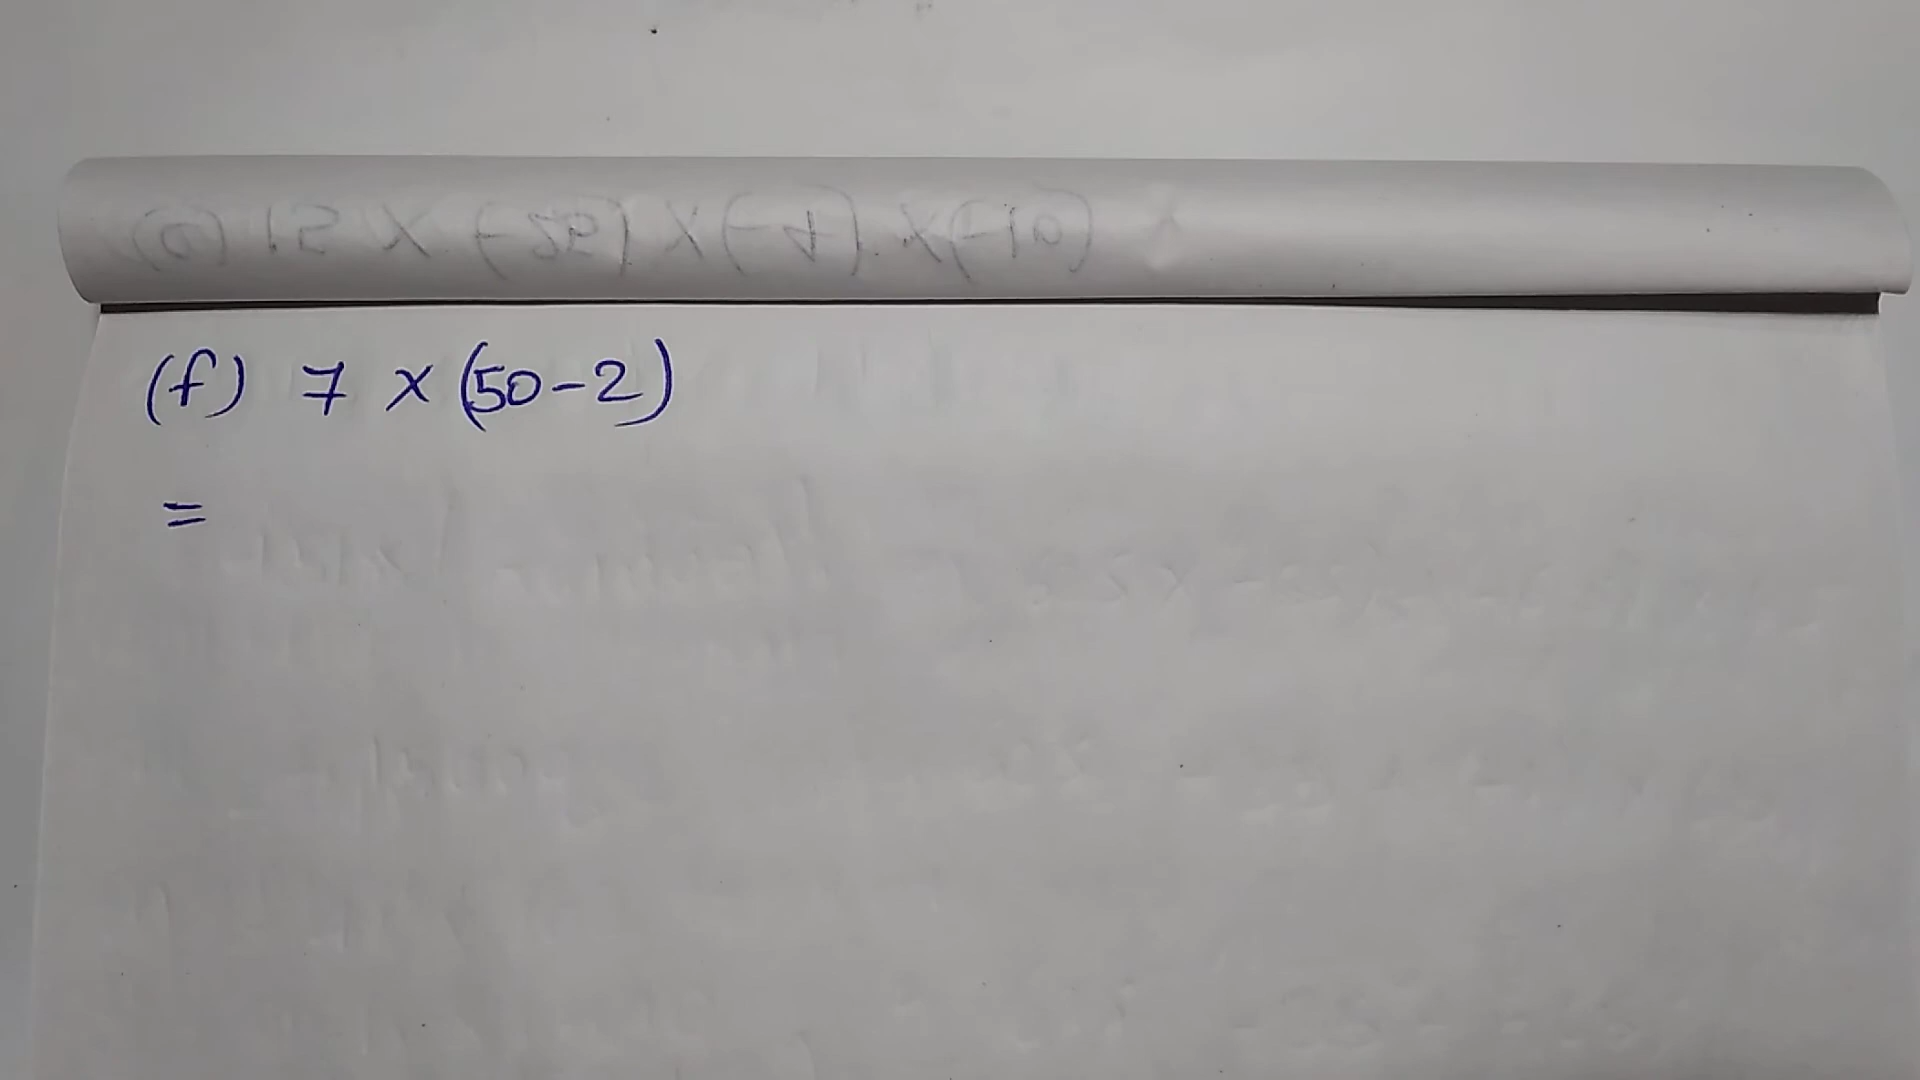 (f) 7 × (50-2)
=